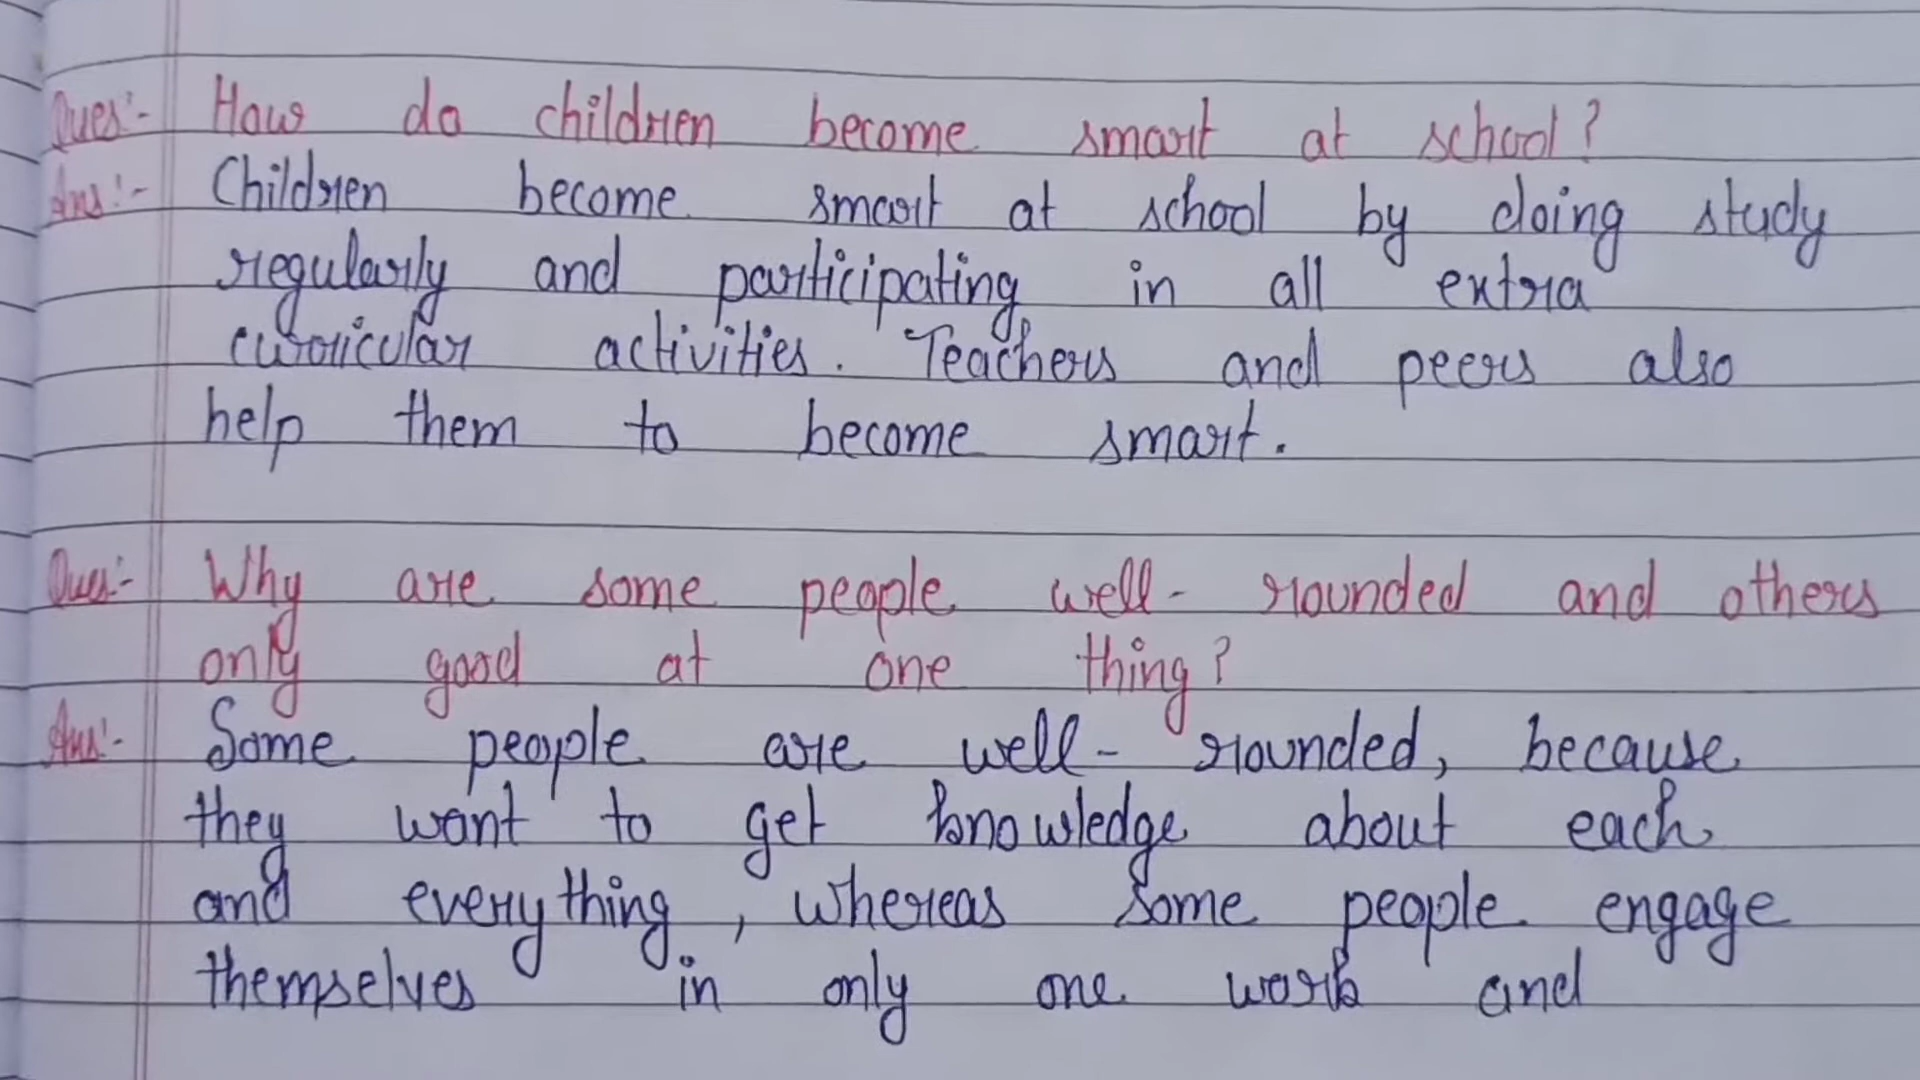 Ques:- How do children become smart at school?
Ans:- Children become smart at school by doing study
regularly and participating in all extra
curricular activities. Teachers and peers also
help them to become smart.
Ques:- Why are some people well-rounded and others
only good at one thing?
Ans:- Some people are well-rounded, because
they want to get knowledge about each
and everything, whereas some people engage
themselves in only one work and